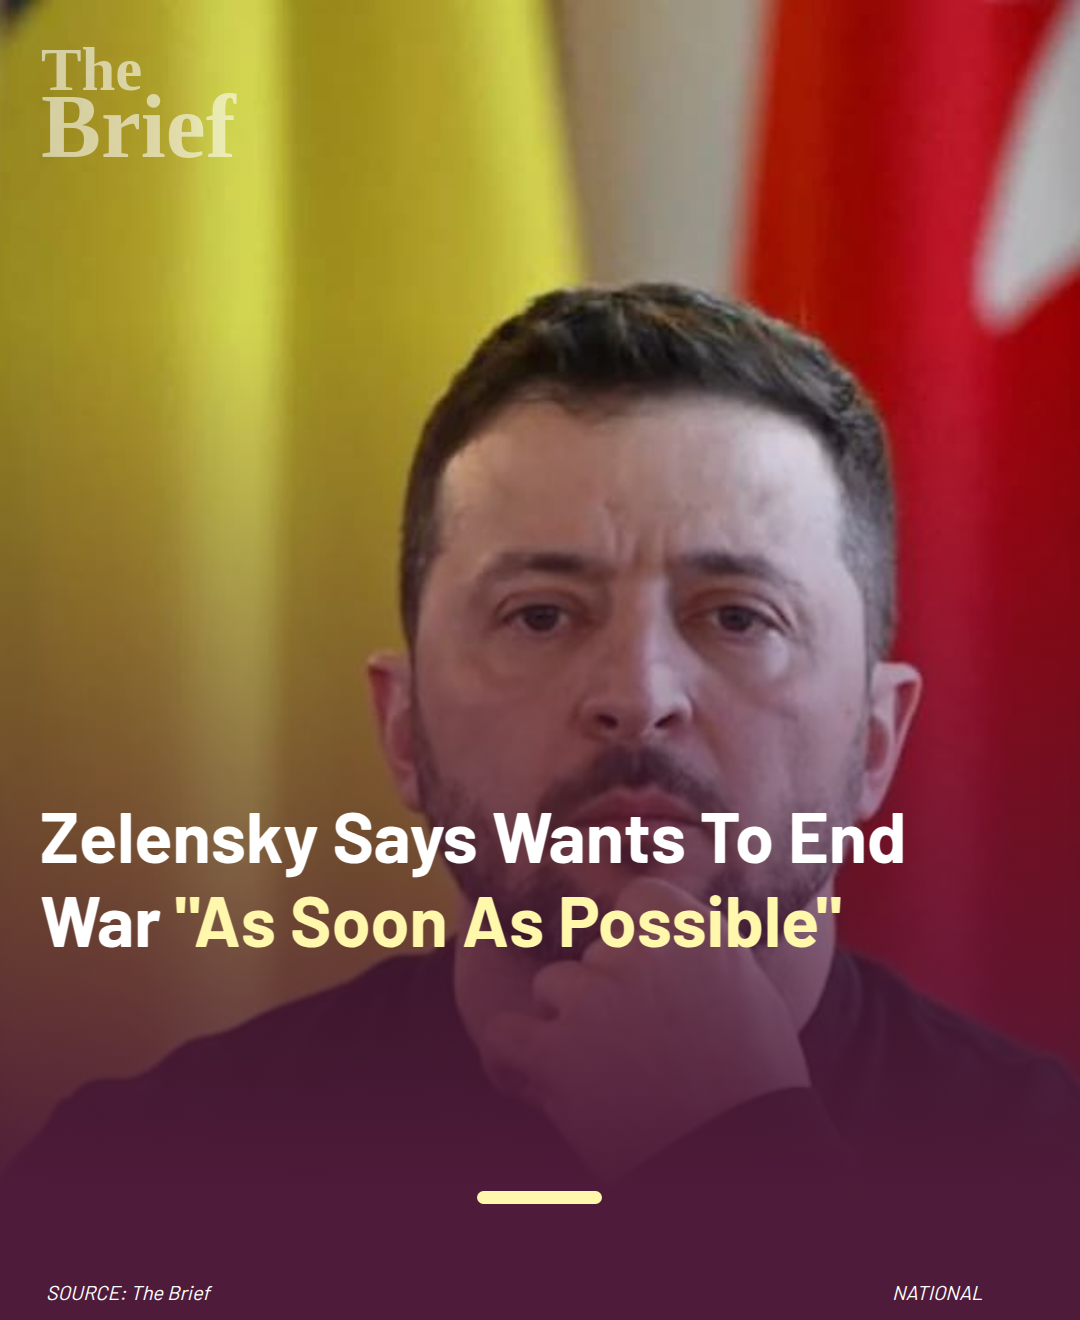 The
Brief
Zelensky Says Wants To End
War "As Soon As Possible"
SOURCE: The Brief
NATIONAL